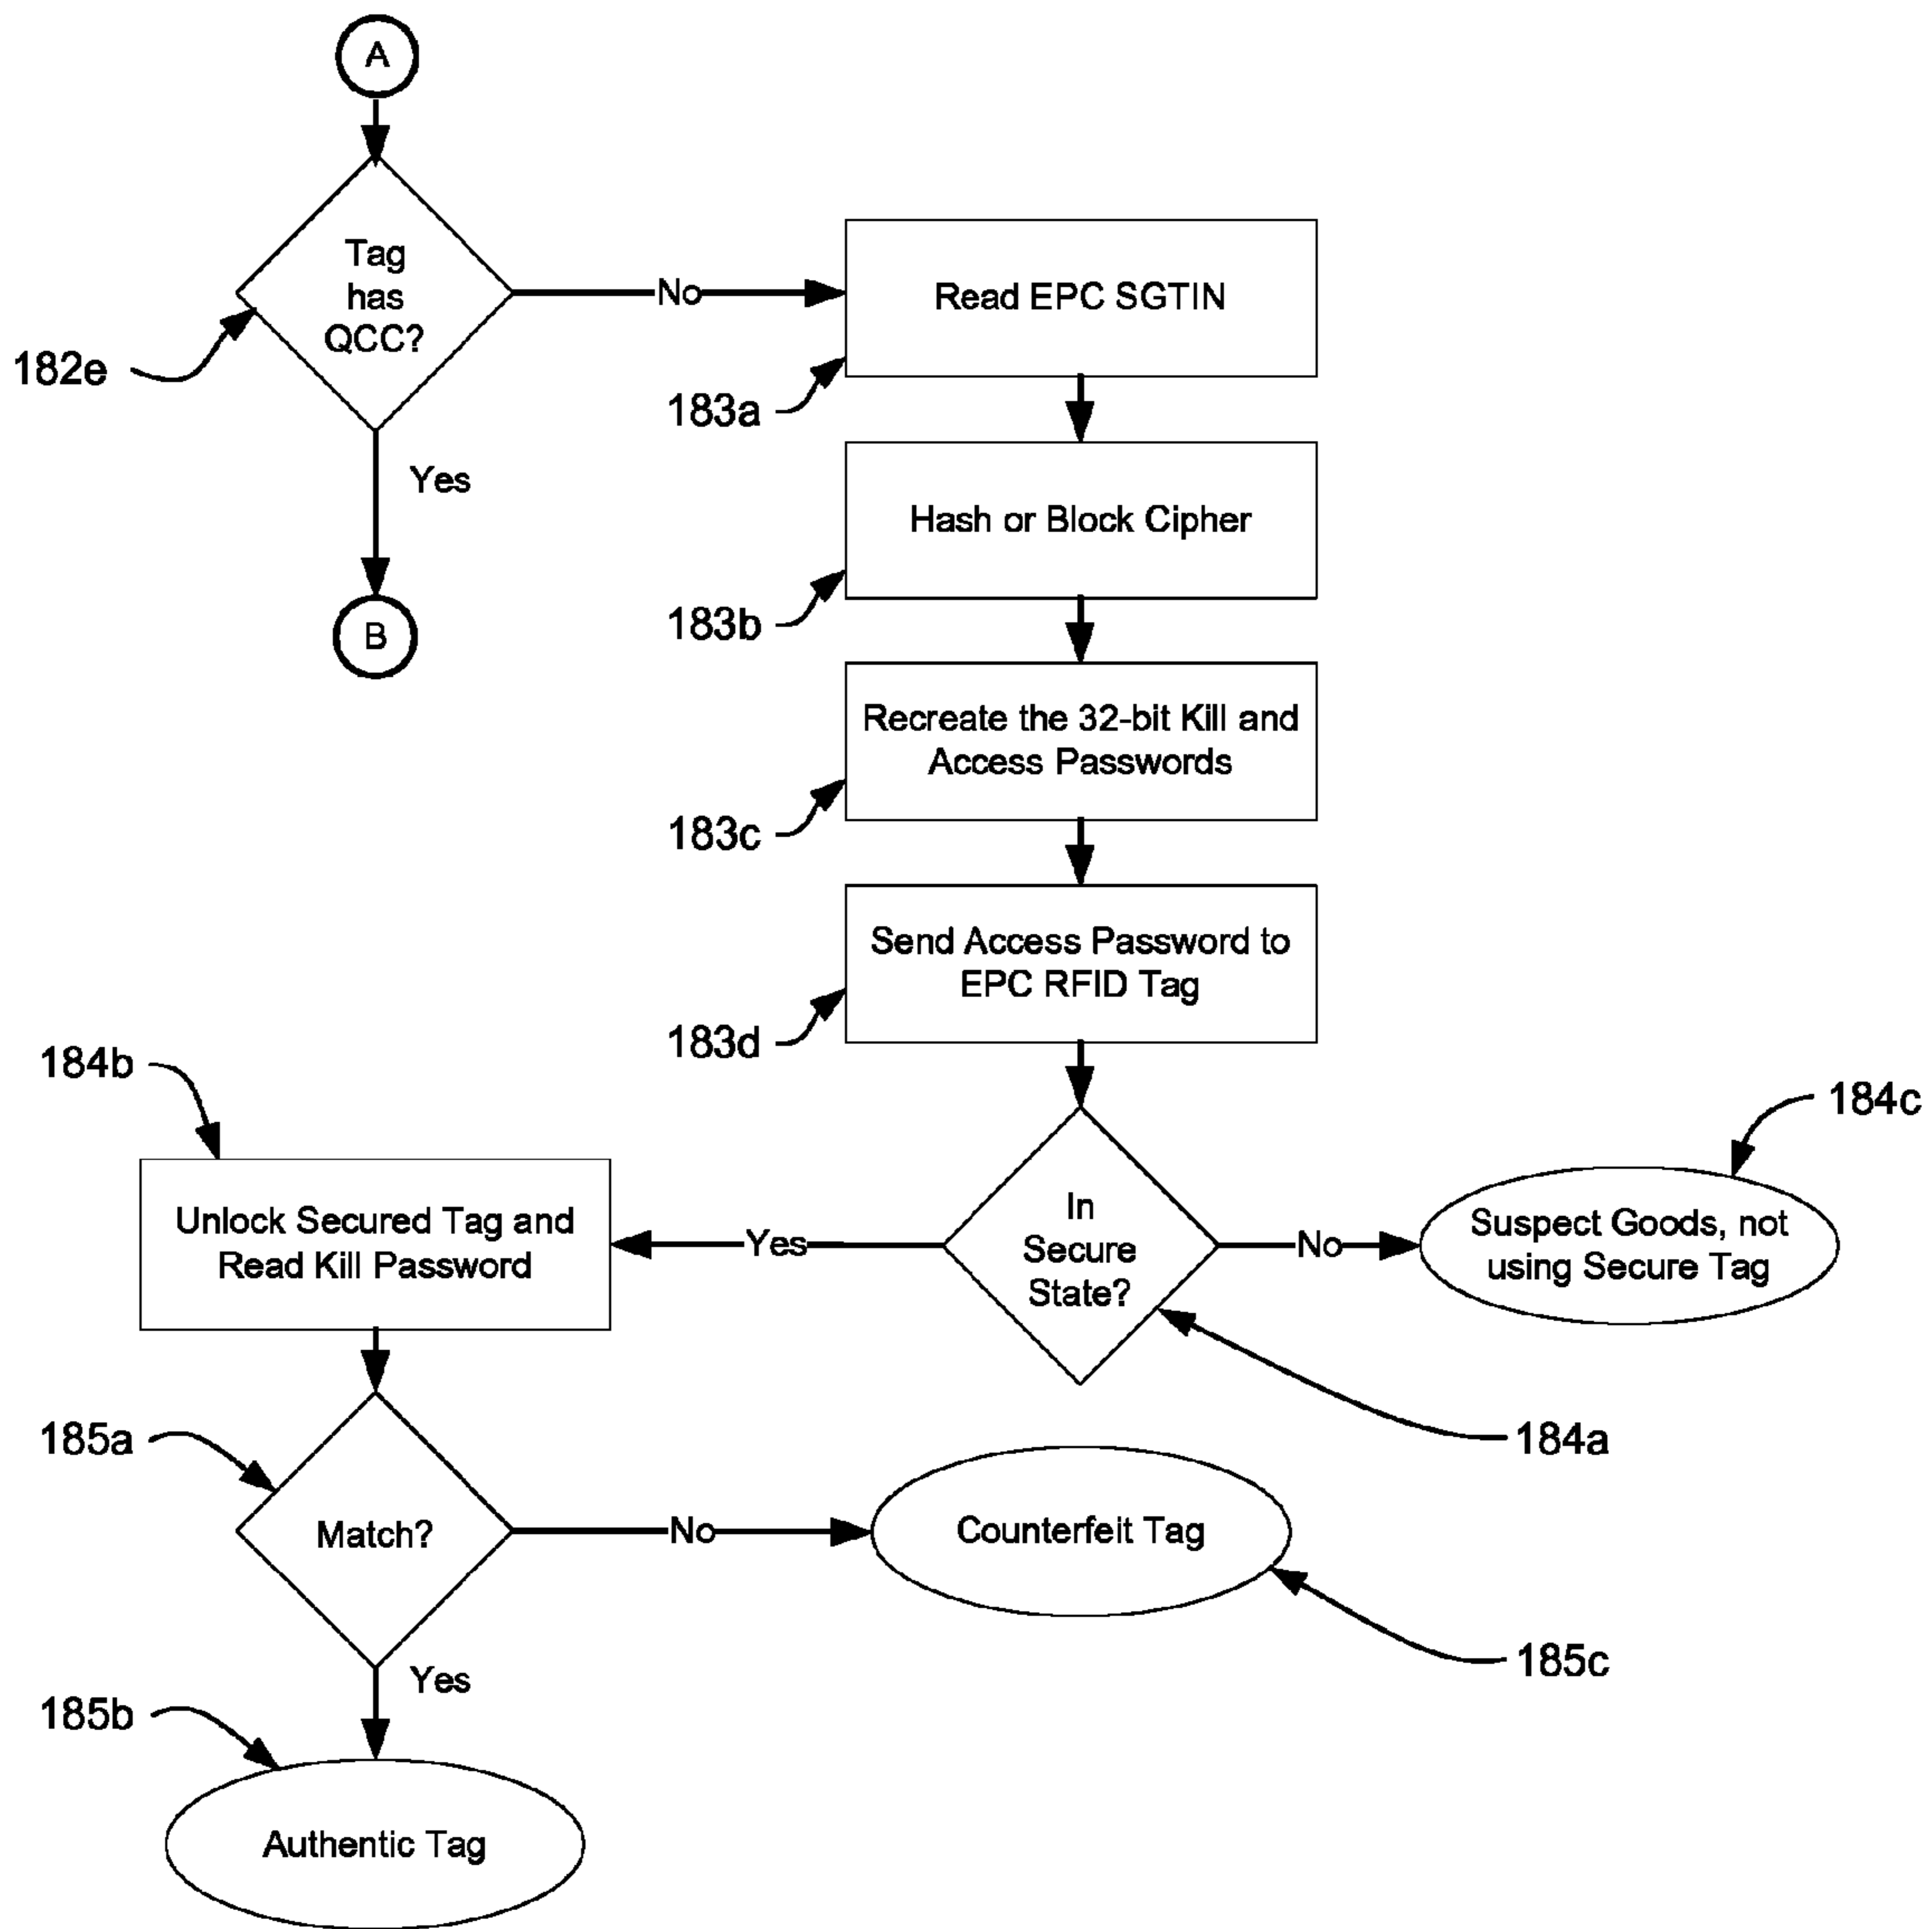 A
Tag
has
QCC?
182e
No
Yes
B
Read EPC SGTIN
183a
Hash or Block Cipher
183b
Recreate the 32-bit Kill and
Access Passwords
183c
Send Access Password to
EPC RFID Tag
183d
184b
Unlock Secured Tag and
Read Kill Password
Yes
In
Secure
State?
No
184c
Suspect Goods, not
using Secure Tag
184a
185a
Match?
No
Counterfeit Tag
185c
Yes
185b
Authentic Tag